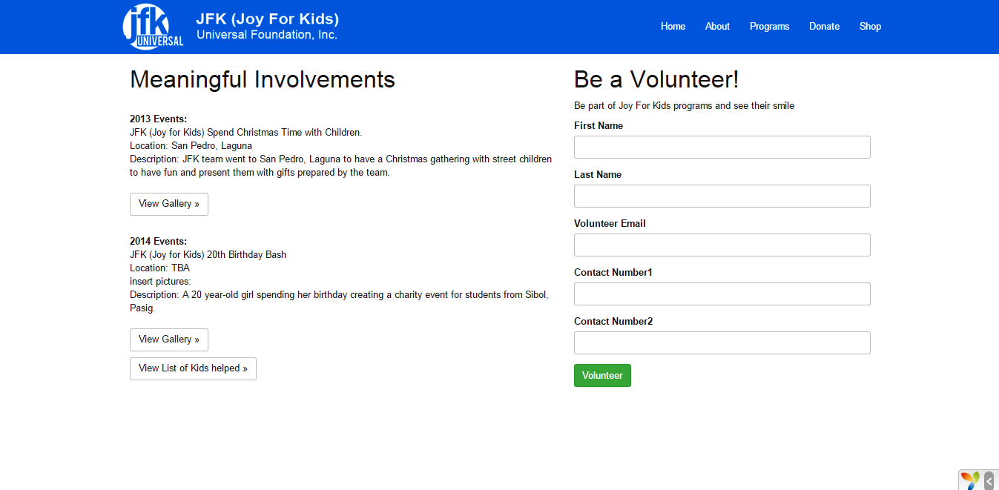 jfk
UNIVERSAL
JFK (Joy For Kids)
Universal Foundation, Inc.
Home About Programs Donate Shop
Meaningful Involvements
2013 Events:
JFK (Joy for Kids) Spend Christmas Time with Children.
Location: San Pedro, Laguna
Description: JFK team went to San Pedro, Laguna to have a Christmas gathering with street children
to have fun and present them with gifts prepared by the team.
View Gallery »
2014 Events:
JFK (Joy for Kids) 20th Birthday Bash
Location: TBA
insert pictures:
Description: A 20 year-old girl spending her birthday creating a charity event for students from Sibol,
Pasig.
View Gallery »
View List of Kids helped »
Be a Volunteer!
Be part of Joy For Kids programs and see their smile
First Name
Last Name
Volunteer Email
Contact Number1
Contact Number2
Volunteer